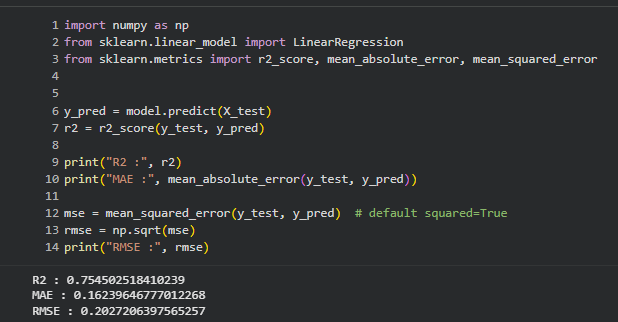 1 import numpy as np
2 from sklearn.linear_model import LinearRegression
3 from sklearn.metrics import r2_score, mean_absolute_error, mean_squared_error
4
5
6 y_pred = model.predict(X_test)
7 r2 = r2_score(y_test, y_pred)
8
9 print("R2 :", r2)
10 print("MAE :", mean_absolute_error(y_test, y_pred))
11
12 mse = mean_squared_error(y_test, y_pred)  # default squared=True
13 rmse = np.sqrt(mse)
14 print("RMSE :", rmse)
R2 : 0.754502518410239
MAE : 0.16239646777012268
RMSE : 0.2027206397565257